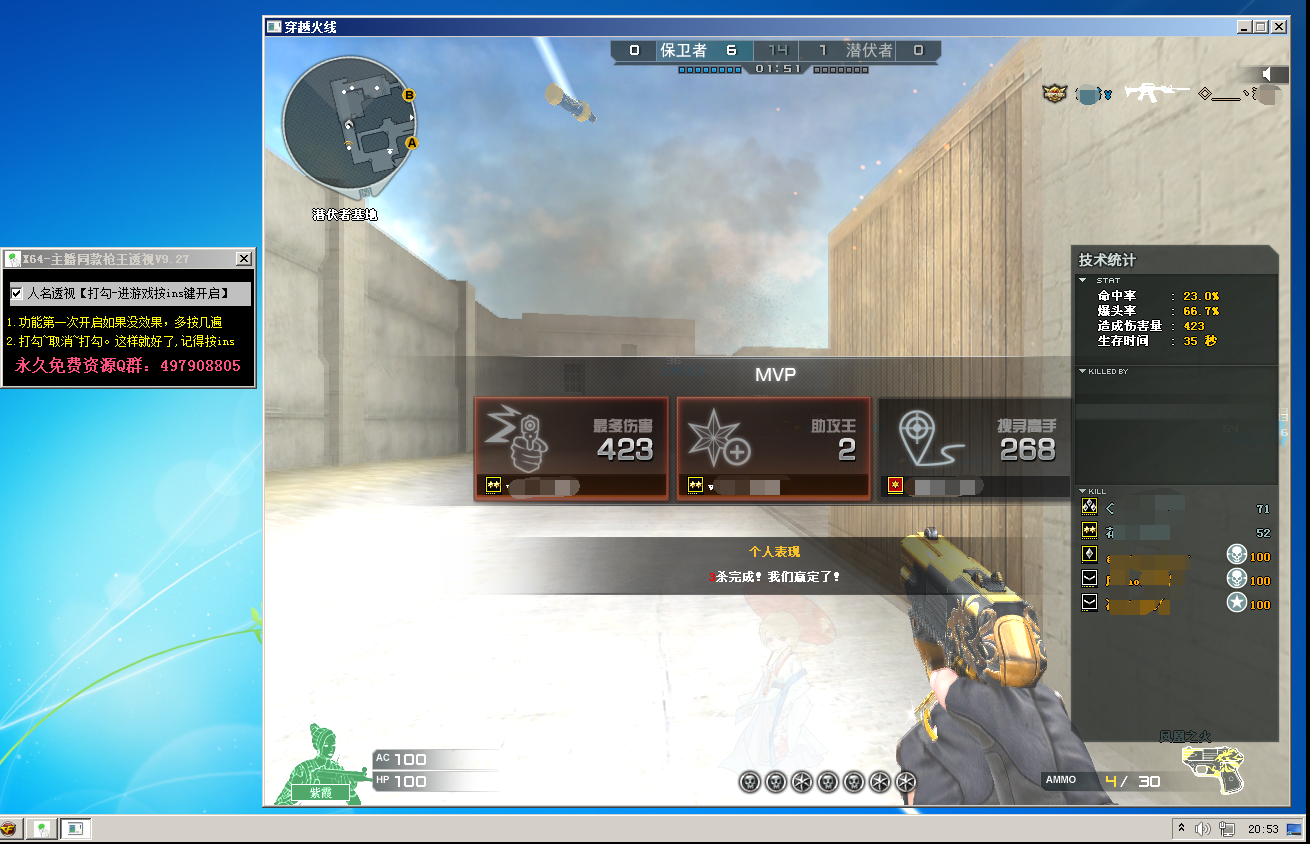 穿越火线
0 保卫者 6 14 1 潜伏者 0
01:51
B
A
潜伏者基地
X64-主播同款枪王透视V9.27
人名透视【打勾-进游戏按ins键开启】
1.功能第一次开启如果没效果，多按几遍
2.打勾~取消~打勾。这样就好了,记得按ins
永久免费资源Q群：497908805
技术统计
STAT
命中率 : 23.0%
爆头率 : 66.7%
造成伤害量 : 423
生存时间 : 35 秒
KILLED BY
MVP
最多伤害
423
助攻王
2
搜寻高手
268
KILL
71
52
100
100
100
个人表现
3杀完成! 我们赢定了!
凤凰之火
AC 100
HP 100
紫霞
AMMO 4/ 30
20:53